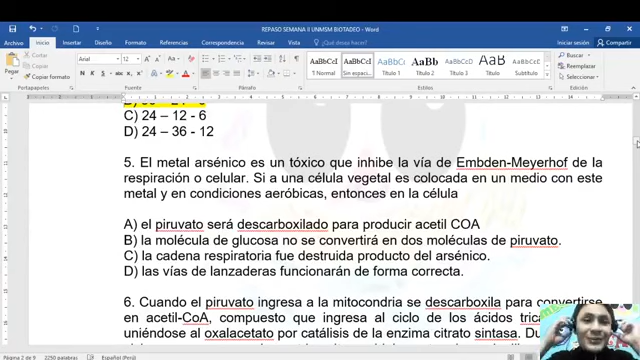 REPASO SEMANA II UNMSM BIOTADEO - Word
Archivo Inicio Insertar Diseño Formato Referencias Correspondencia Revisar Vista ¿Qué desea hacer? Iniciar sesión Compartir
Pegar
Cortar
Copiar
Copiar formato
Portapapeles
Arial 12
Fuente
Párrafo
AaBbCcI AaBbCcI AaBbC AaBb AaBbC AaB AaBbCcl
1 Normal Sin espaci... Título 1 Título 2 Título 3 Título Subtítulo
Estilos
Buscar
Reemplazar
Seleccionar
Edición
C) 24 – 12 - 6
D) 24 – 36 - 12
5. El metal arsénico es un tóxico que inhibe la vía de Embden-Meyerhof de la
respiración o celular. Si a una célula vegetal es colocada en un medio con este
metal y en condiciones aeróbicas, entonces en la célula
A) el piruvato será descarboxilado para producir acetil COA
B) la molécula de glucosa no se convertirá en dos moléculas de piruvato.
C) la cadena respiratoria fue destruida producto del arsénico.
D) las vías de lanzaderas funcionarán de forma correcta.
6. Cuando el piruvato ingresa a la mitocondria se descarboxila para convertirse
en acetil-CoA, compuesto que ingresa al ciclo de los ácidos
uniéndose al oxalacetato por catálisis de la enzima citrato sintasa.
Página 2 de 9 2250 palabras Español (Perú)